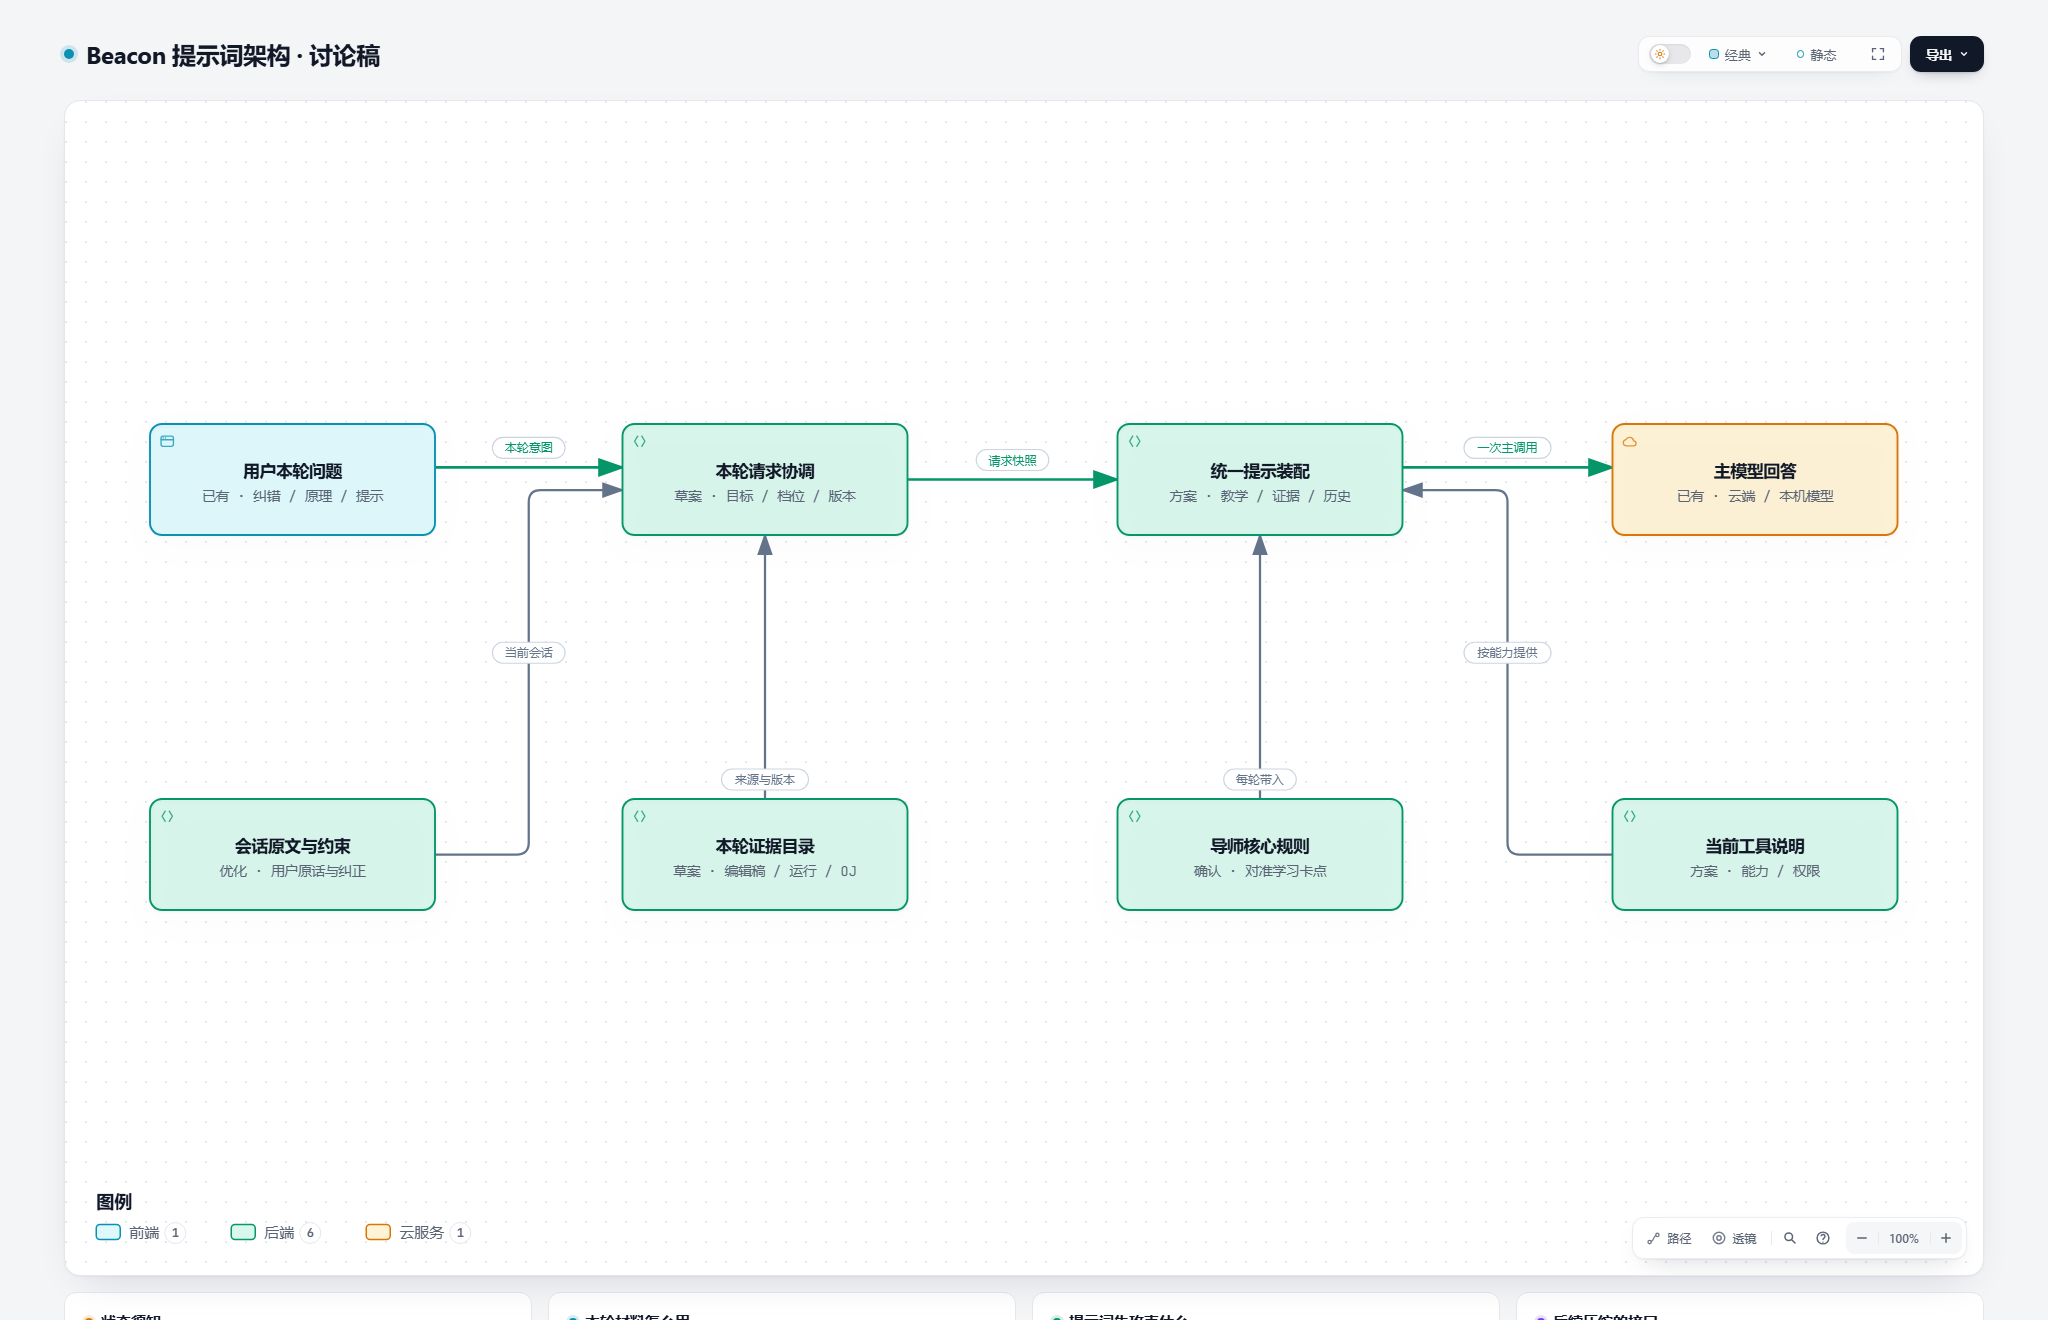 Beacon 提示词架构 · 讨论稿
经典
静态
导出
用户本轮问题
已有 · 纠错 / 原理 / 提示
本轮意图
本轮请求协调
草案 · 目标 / 档位 / 版本
请求快照
统一提示装配
方案 · 教学 / 证据 / 历史
一次主调用
主模型回答
已有 · 云端 / 本机模型
当前会话
按能力提供
来源与版本
每轮带入
会话原文与约束
优化 · 用户原话与纠正
本轮证据目录
草案 · 编辑稿 / 运行 / OJ
导师核心规则
确认 · 对准学习卡点
当前工具说明
方案 · 能力 / 权限
图例
前端 1
后端 6
云服务 1
路径
透镜
100%